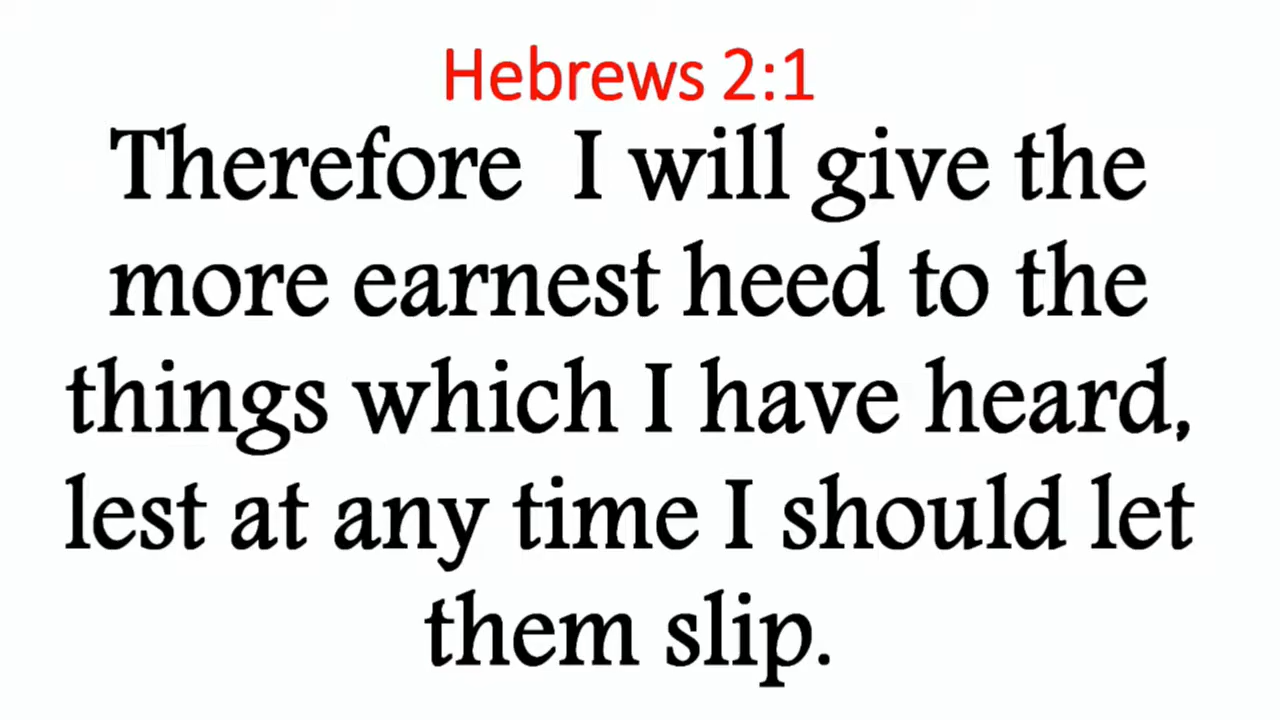 Hebrews 2:1
Therefore I will give the
more earnest heed to the
things which I have heard,
lest at any time I should let
them slip.